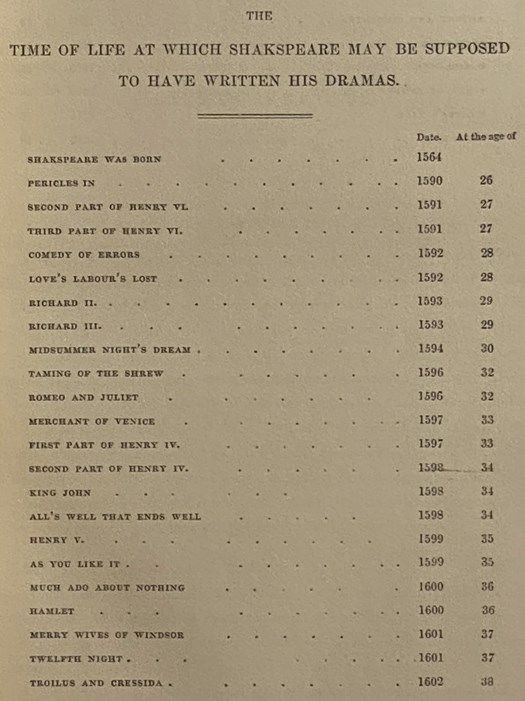 THE
TIME OF LIFE AT WHICH SHAKSPEARE MAY BE SUPPOSED
TO HAVE WRITTEN HIS DRAMAS.
Date. At the age of
SHAKSPEARE WAS BORN . . . . . . 1564
PERICLES IN . . . . . . . . . . 1590 26
SECOND PART OF HENRY VI. . . . . . . 1591 27
THIRD PART OF HENRY VI. . . . . . 1591 27
COMEDY OF ERRORS . . . . . . . . 1592 28
LOVE'S LABOUR'S LOST . . . . . . . . 1592 28
RICHARD II. . . . . . . . . . . . 1593 29
RICHARD III. . . . . . . . . . 1593 29
MIDSUMMER NIGHT'S DREAM . . . . . . . 1594 30
TAMING OF THE SHREW . . . . . . . 1596 32
ROMEO AND JULIET . . . . . . . 1596 32
MERCHANT OF VENICE . . . . . . 1597 33
FIRST PART OF HENRY IV. . . . . . . 1597 33
SECOND PART OF HENRY IV. . . . . . 1598 34
KING JOHN . . . . . . 1598 34
ALL'S WELL THAT ENDS WELL . . . . . 1598 34
HENRY V. . . . . . . . . . 1599 35
AS YOU LIKE IT . . . . . . . . 1599 35
MUCH ADO ABOUT NOTHING . . . . . . . 1600 36
HAMLET . . . . . . . . . 1600 36
MERRY WIVES OF WINDSOR . . . . . . . 1601 37
TWELFTH NIGHT . . . . . . . . 1601 37
TROILUS AND CRESSIDA . . . . . . . 1602 38